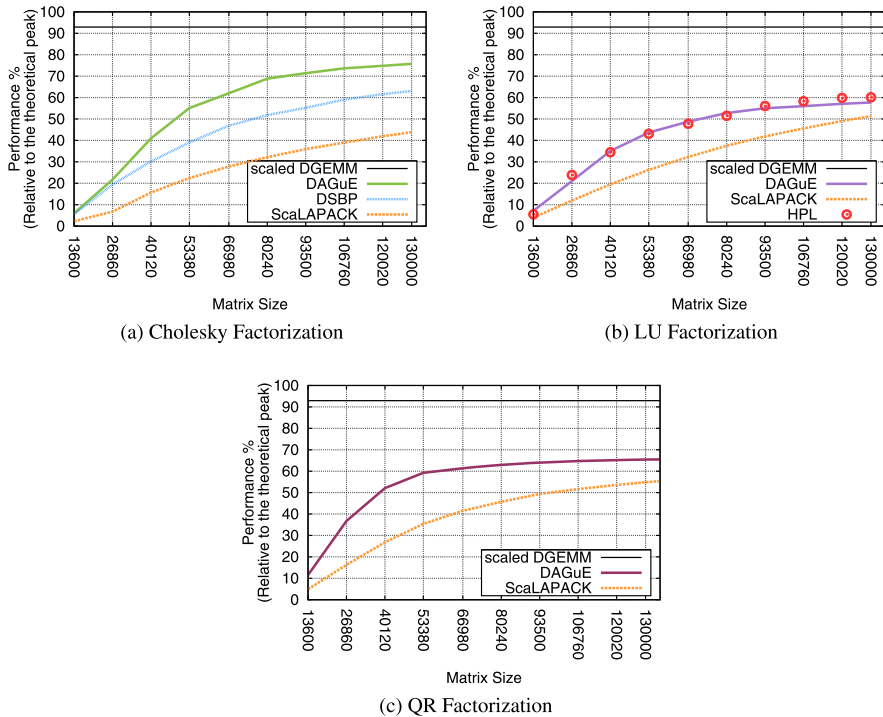 100
90
80
70
60
50
40
30
20
10
0
Performance %
(Relative to the theoretical peak)
scaled DGEMM
DAGuE
DSBP
ScaLAPACK
13600
26860
40120
53380
66980
80240
93500
106760
120020
130000
Matrix Size
(a) Cholesky Factorization
100
90
80
70
60
50
40
30
20
10
0
Performance %
(Relative to the theoretical peak)
scaled DGEMM
DAGuE
ScaLAPACK
HPL
13600
26860
40120
53380
66980
80240
93500
106760
120020
130000
Matrix Size
(b) LU Factorization
100
90
80
70
60
50
40
30
20
10
0
Performance %
(Relative to the theoretical peak)
scaled DGEMM
DAGuE
ScaLAPACK
13600
26860
40120
53380
66980
80240
93500
106760
120020
130000
Matrix Size
(c) QR Factorization